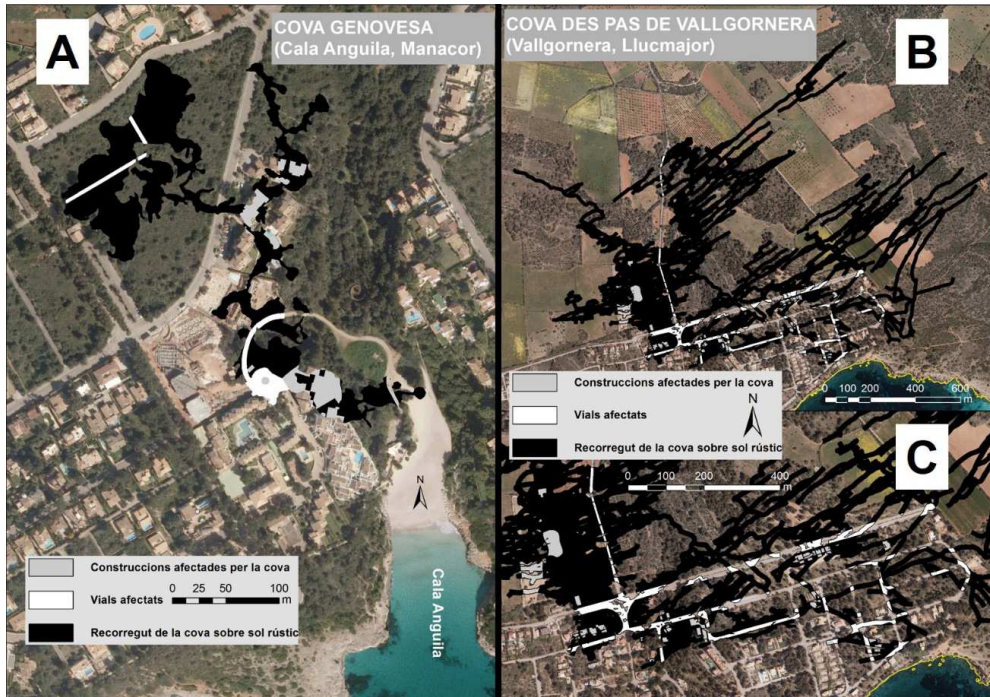 A
COVA GENOVESA
(Cala Anguila, Manacor)
N
Cala Anguila
Construccions afectades per la cova
Vials afectats
0 25 50 100
m
Recorregut de la cova sobre sol rústic
COVA DES PAS DE VALLGORNERA
(Vallgornera, Llucmajor)
B
Construccions afectades per la cova
Vials afectats
Recorregut de la cova sobre sol rústic
N
0 100 200 400 600
m
C
0 100 200 400
m